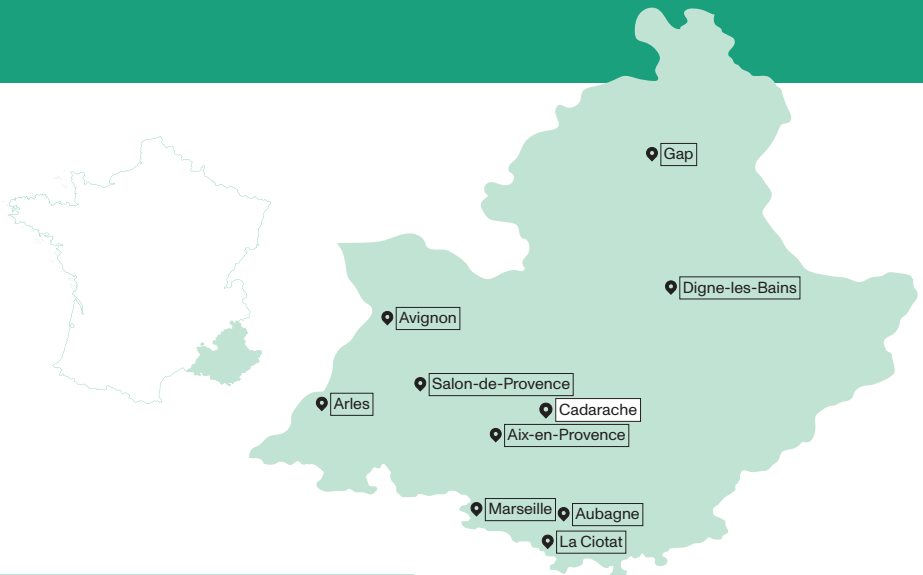 Gap
Digne-les-Bains
Avignon
Salon-de-Provence
Arles
Cadarache
Aix-en-Provence
Marseille
Aubagne
La Ciotat